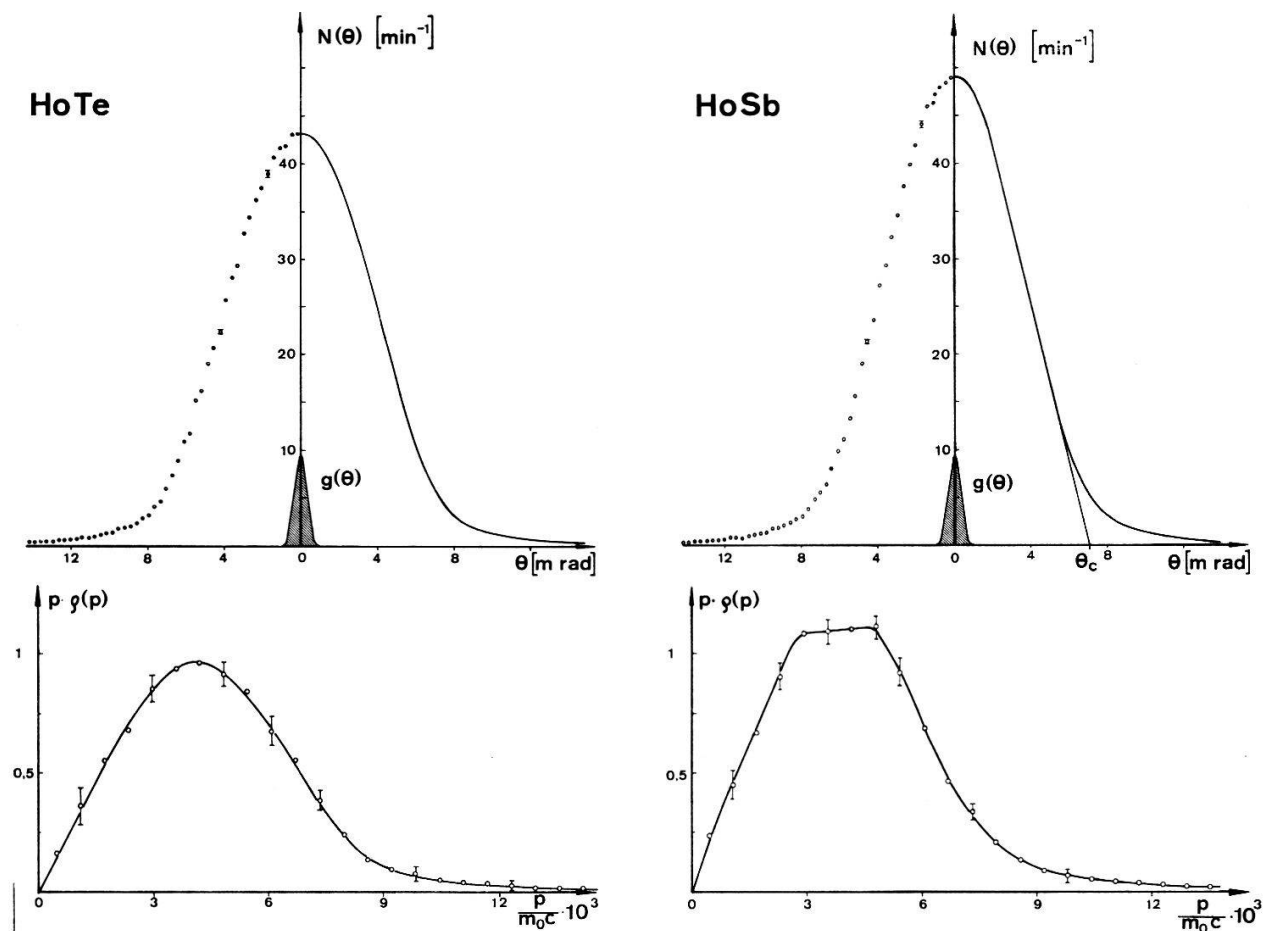 N(θ) [min⁻¹]
HoTe
40
30
20
10
g(θ)
12 8 4 0 4 8 θ[m rad]
N(θ) [min⁻¹]
HoSb
40
30
20
10
g(θ)
12 8 4 0 4 θc 8 θ[m rad]
p·ρ(p)
1
0,5
0 3 6 9 12 p/m₀c ·10³
p·ρ(p)
1
0,5
0 3 6 9 12 p/m₀c ·10³